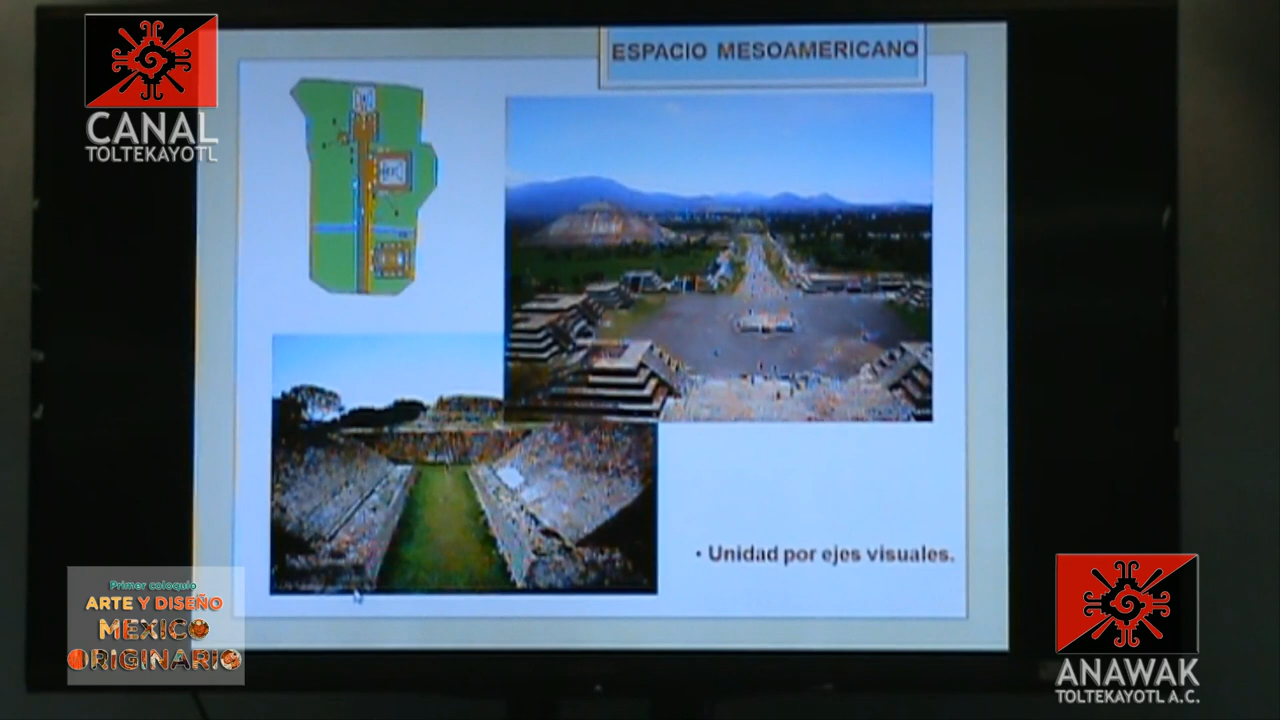 CANAL
TOLTEKAYOTL
ESPACIO MESOAMERICANO
• Unidad por ejes visuales.
Primer coloquio
ARTE Y DISEÑO
MEXICO
ORIGINARIO
ANAWAK
TOLTEKAYOTL A.C.